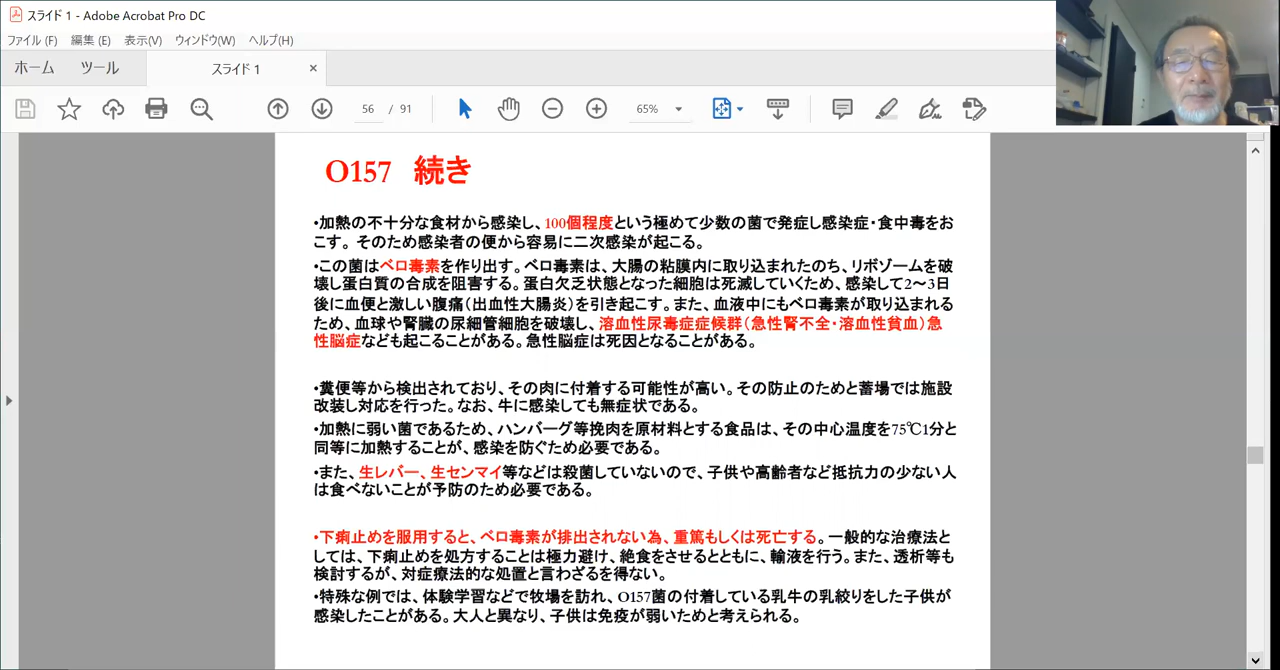 スライド 1 - Adobe Acrobat Pro DC
ファイル (F) 編集 (E) 表示(V) ウィンドウ(W) ヘルプ(H)
ホーム ツール スライド 1 ×
56 / 91 65%
O157 続き
•加熱の不十分な食材から感染し、100個程度という極めて少数の菌で発症し感染症・食中毒をお
こす。そのため感染者の便から容易に二次感染が起こる。
•この菌はベロ毒素を作り出す。ベロ毒素は、大腸の粘膜内に取り込まれたのち、リボゾームを破
壊し蛋白質の合成を阻害する。蛋白欠乏状態となった細胞は死滅していくため、感染して2〜3日
後に血便と激しい腹痛（出血性大腸炎）を引き起こす。また、血液中にもベロ毒素が取り込まれる
ため、血球や腎臓の尿細管細胞を破壊し、溶血性尿毒症症候群（急性腎不全・溶血性貧血）急
性脳症なども起こることがある。急性脳症は死因となることがある。
•糞便等から検出されており、その肉に付着する可能性が高い。その防止のためと蓄場では施設
改装し対応を行った。なお、牛に感染しても無症状である。
•加熱に弱い菌であるため、ハンバーグ等挽肉を原材料とする食品は、その中心温度を75℃1分と
同等に加熱することが、感染を防ぐため必要である。
•また、生レバー、生センマイ等などは殺菌していないので、子供や高齢者など抵抗力の少ない人
は食べないことが予防のため必要である。
•下痢止めを服用すると、ベロ毒素が排出されない為、重篤もしくは死亡する。一般的な治療法と
しては、下痢止めを処方することは極力避け、絶食をさせるとともに、輸液を行う。また、透析等も
検討するが、対症療法的な処置と言わざるを得ない。
•特殊な例では、体験学習などで牧場を訪れ、O157菌の付着している乳牛の乳絞りをした子供が
感染したことがある。大人と異なり、子供は免疫が弱いためと考えられる。